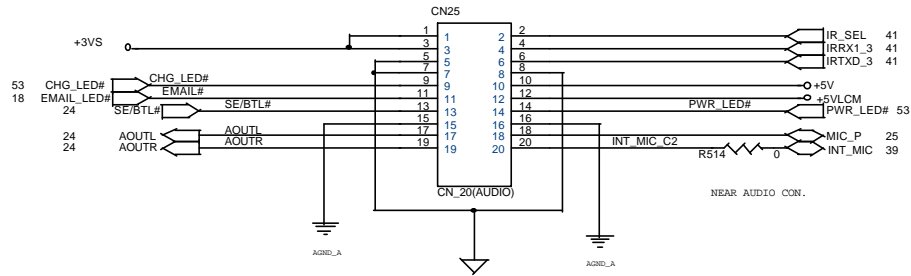 CN25
+3VS
1 1 2 2 IR_SEL 41
3 3 4 4 IRRX1_3 41
5 5 6 6 IRTXD_3 41
7 7 8 8
53 CHG_LED# CHG_LED# 9 9 10 10 +5V
18 EMAIL_LED# EMAIL# 11 11 12 12 +5VLCM
24 SE/BTL# SE/BTL# 13 13 14 14 PWR_LED# PWR_LED# 53
15 15 16 16
24 AOUTL AOUTL 17 17 18 18 MIC_P 25
24 AOUTR AOUTR 19 19 20 20 INT_MIC_C2 INT_MIC 39
R514 0
CN_20(AUDIO)
NEAR AUDIO CON.
AGND_A
AGND_A